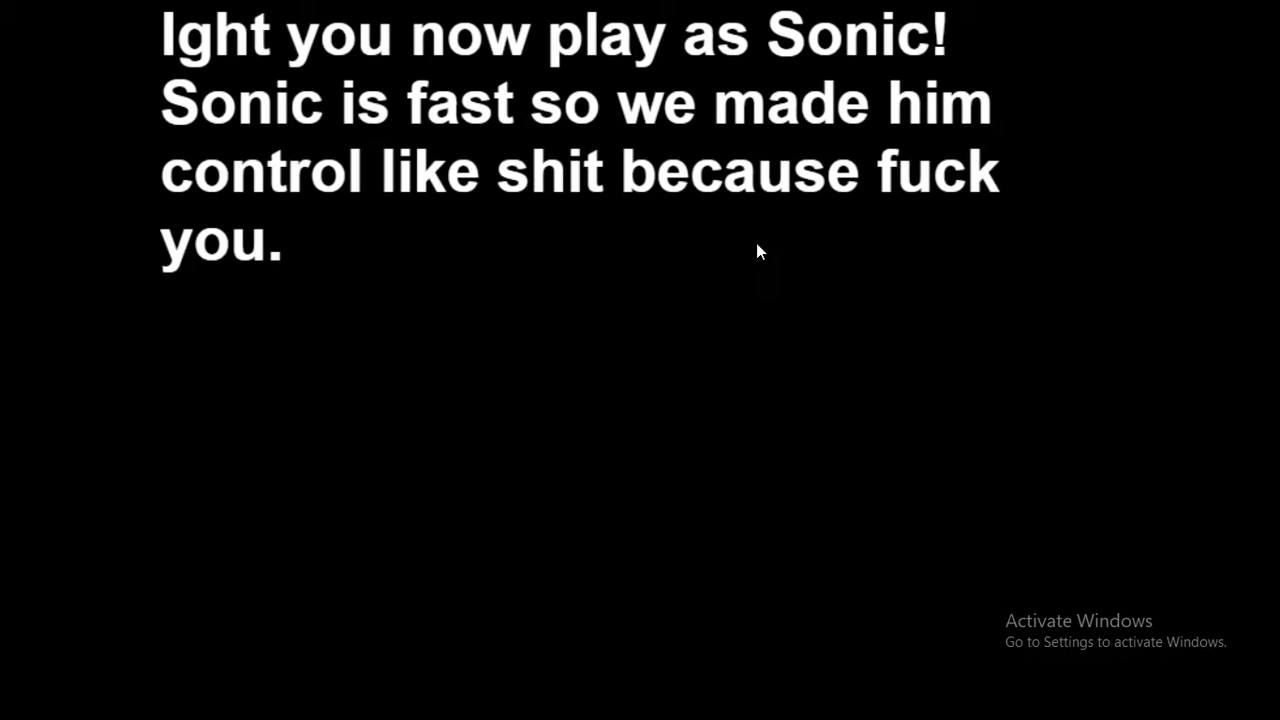 Ight you now play as Sonic!
Sonic is fast so we made him
control like shit because fuck
you.
Activate Windows
Go to Settings to activate Windows.